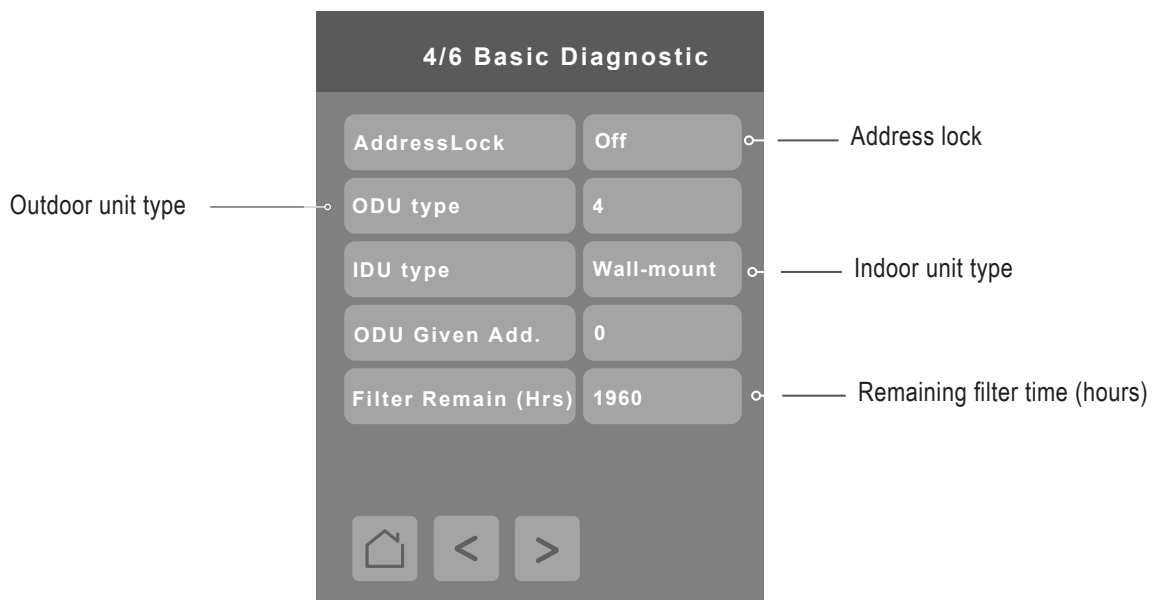 4/6 Basic Diagnostic
AddressLock Off
Address lock
Outdoor unit type
ODU type 4
IDU type Wall-mount
Indoor unit type
ODU Given Add. 0
Filter Remain (Hrs) 1960
Remaining filter time (hours)
< >